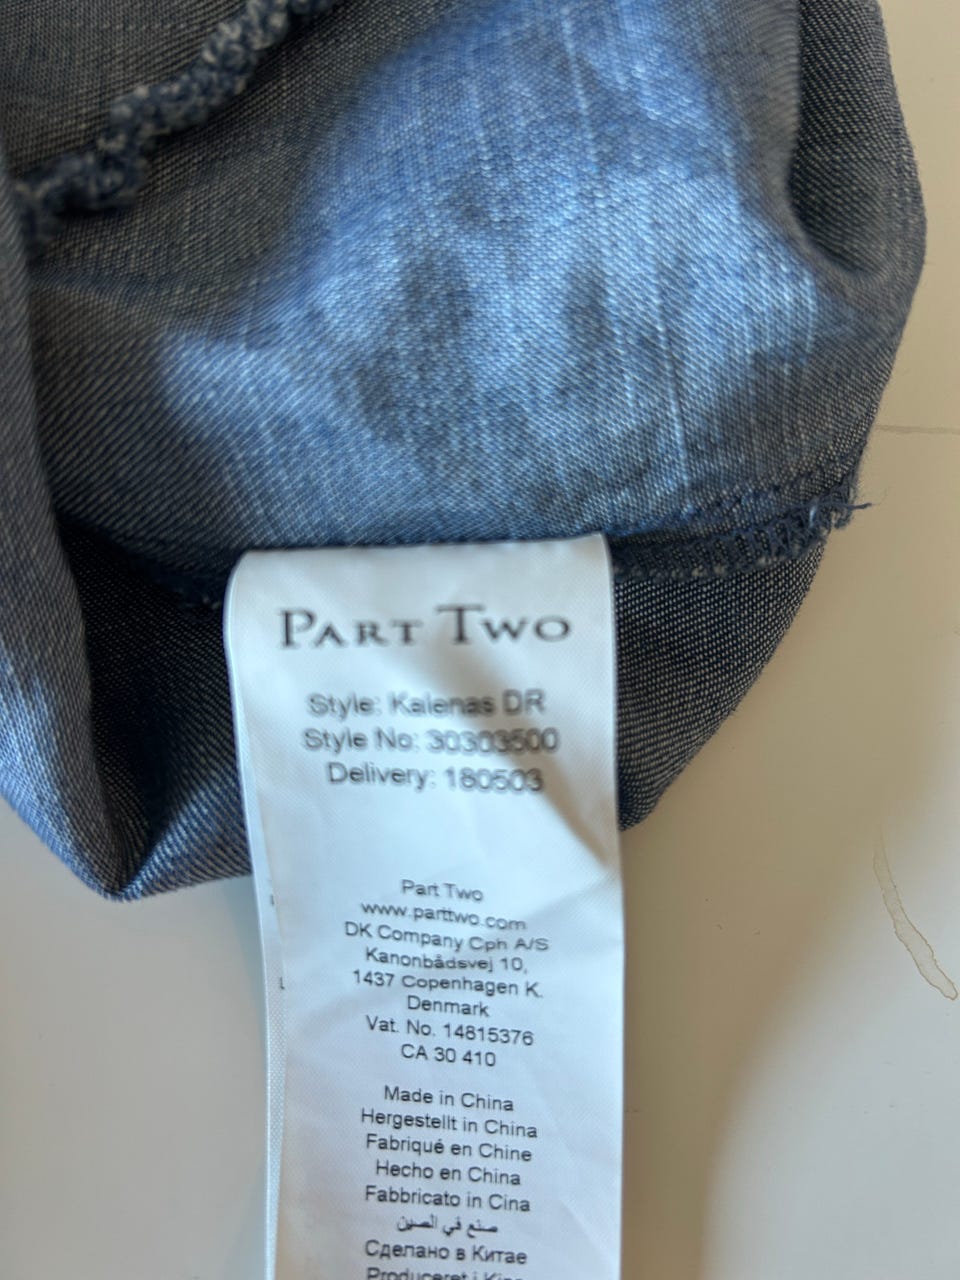 PART TWO
Style: Kalenas DR
Style No: 30303500
Delivery: 180503
Part Two
www.parttwo.com
DK Company Cph A/S
Kanonbådsvej 10,
1437 Copenhagen K.
Denmark
Vat. No. 14815376
CA 30 410
Made in China
Hergestellt in China
Fabriqué en Chine
Hecho en China
Fabbricato in Cina
صنع في الصين
Сделано в Китае
Produceret i